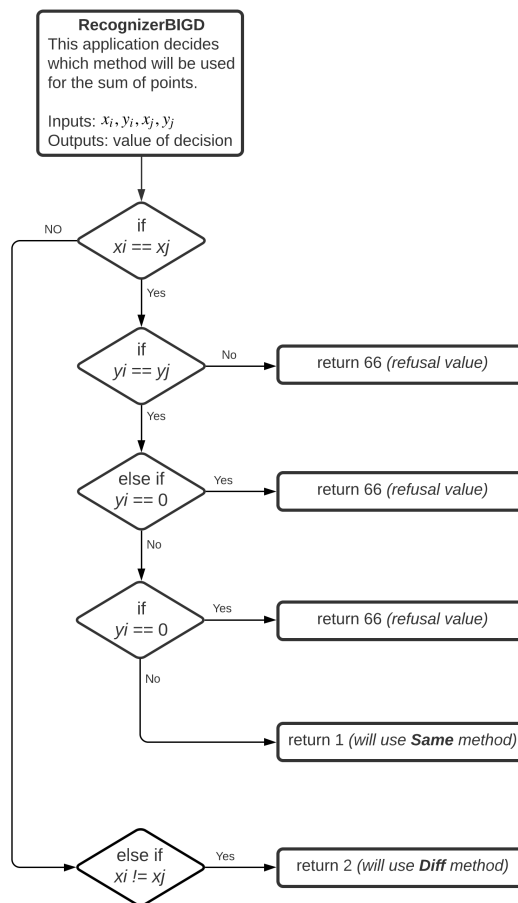 RecognizerBIGD
This application decides
which method will be used
for the sum of points.
Inputs: xᵢ, yᵢ, xⱼ, yⱼ
Outputs: value of decision
if
xi == xj
NO
Yes
if
yi == yj
No
return 66 (refusal value)
Yes
else if
yi == 0
Yes
return 66 (refusal value)
No
if
yi == 0
Yes
return 66 (refusal value)
No
return 1 (will use Same method)
else if
xi != xj
Yes
return 2 (will use Diff method)